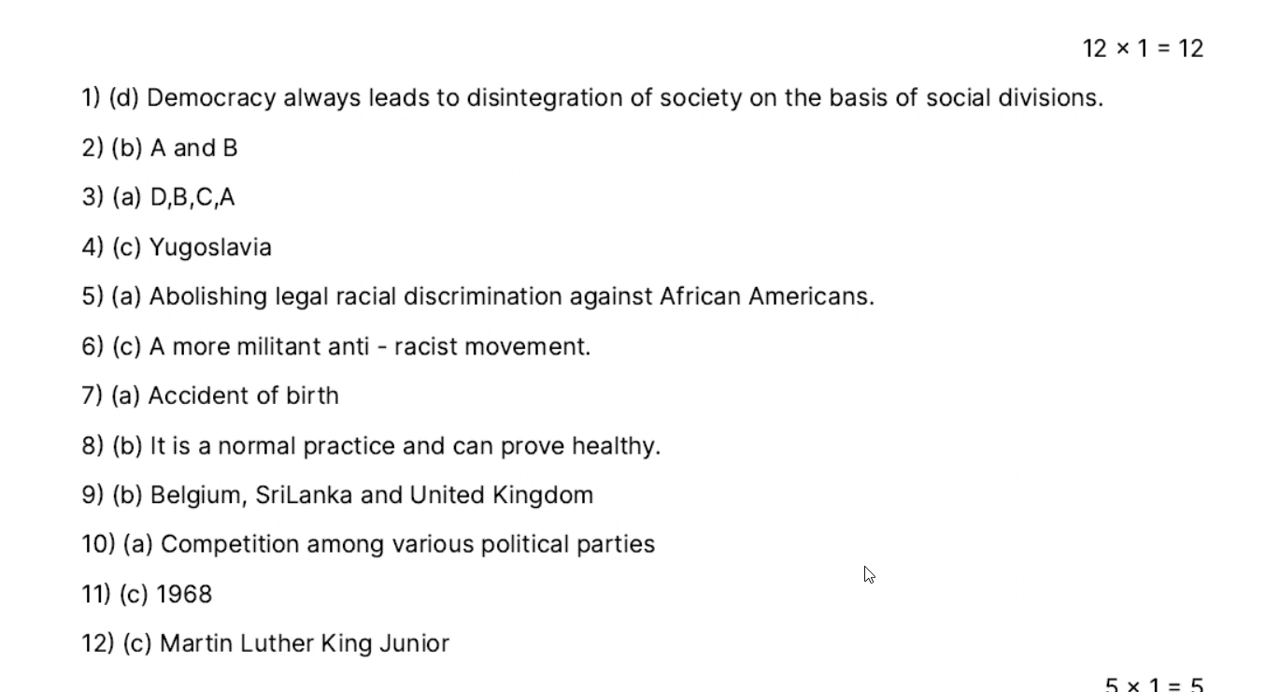 12 × 1 = 12
1) (d) Democracy always leads to disintegration of society on the basis of social divisions.
2) (b) A and B
3) (a) D,B,C,A
4) (c) Yugoslavia
5) (a) Abolishing legal racial discrimination against African Americans.
6) (c) A more militant anti - racist movement.
7) (a) Accident of birth
8) (b) It is a normal practice and can prove healthy.
9) (b) Belgium, SriLanka and United Kingdom
10) (a) Competition among various political parties
11) (c) 1968
12) (c) Martin Luther King Junior
5 × 1 = 5